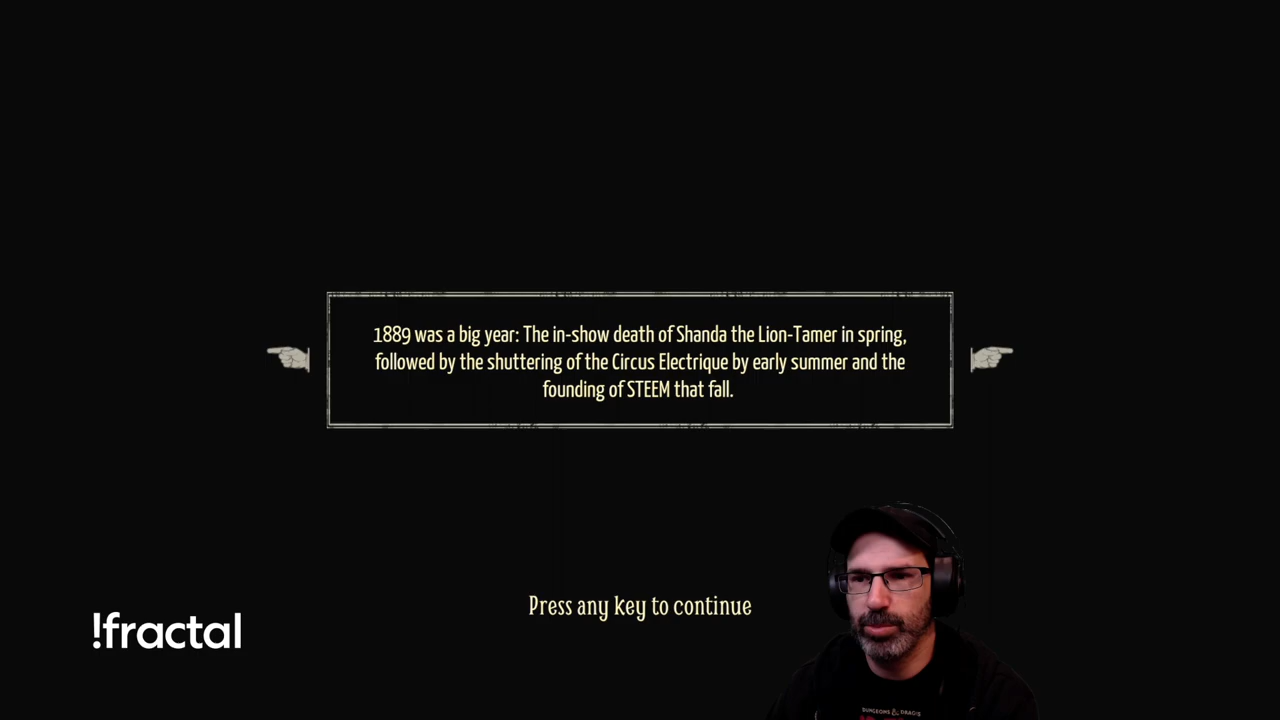 1889 was a big year: The in-show death of Shanda the Lion-Tamer in spring,
followed by the shuttering of the Circus Electrique by early summer and the
founding of STEEM that fall.
Press any key to continue
!fractal
DUNGEONS & DRAGONS